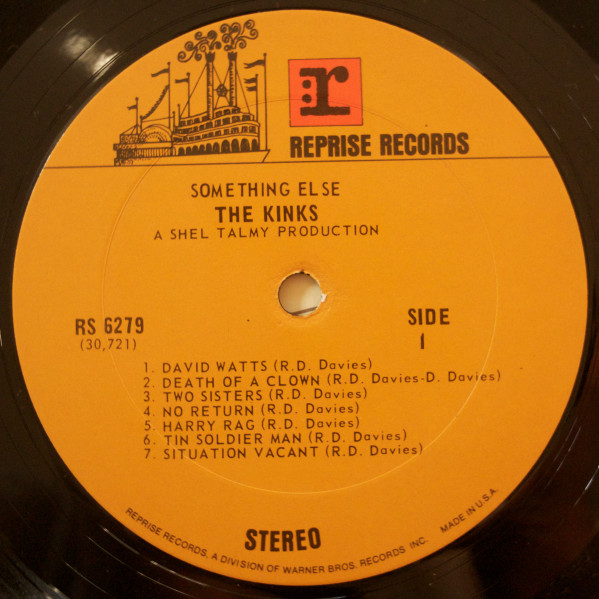 r
REPRISE RECORDS
SOMETHING ELSE
THE KINKS
A SHEL TALMY PRODUCTION
RS 6279
(30,721)
SIDE
1
1. DAVID WATTS (R.D. Davies)
2. DEATH OF A CLOWN (R.D. Davies-D. Davies)
3. TWO SISTERS (R.D. Davies)
4. NO RETURN (R.D. Davies)
5. HARRY RAG (R.D. Davies)
6. TIN SOLDIER MAN (R.D. Davies)
7. SITUATION VACANT (R.D. Davies)
STEREO
REPRISE RECORDS, A DIVISION OF WARNER BROS. RECORDS, INC. MADE IN U.S.A.